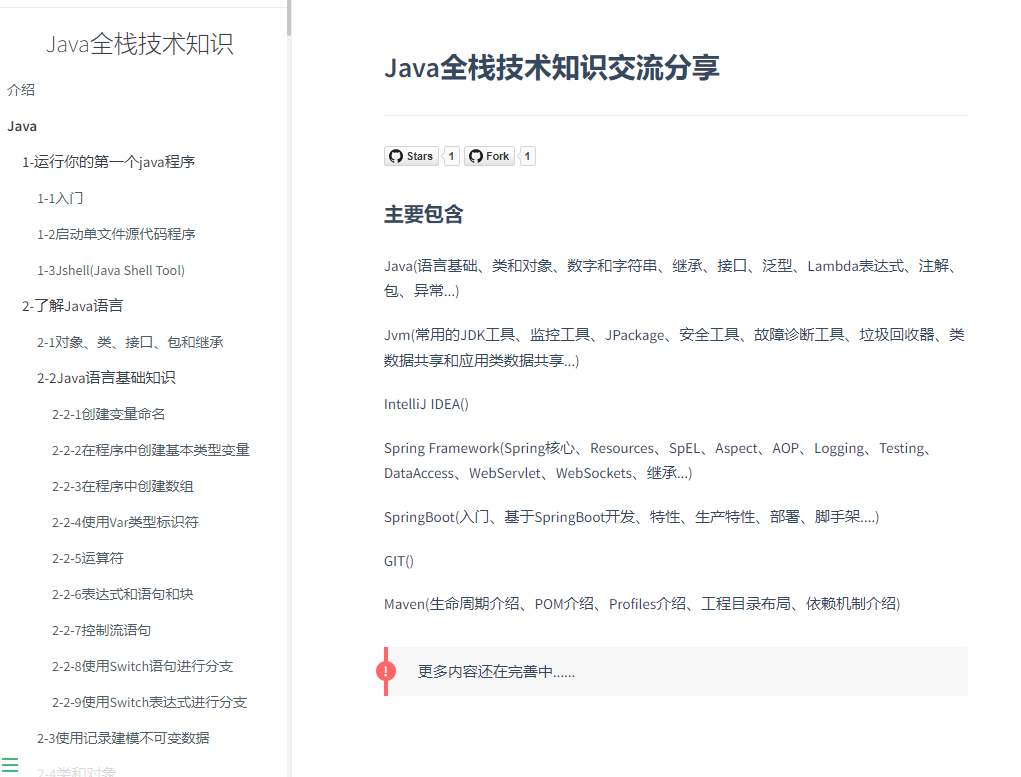 Java全栈技术知识
介绍
Java
1-运行你的第一个java程序
1-1入门
1-2启动单文件源代码程序
1-3Jshell(Java Shell Tool)
2-了解Java语言
2-1对象、类、接口、包和继承
2-2Java语言基础知识
2-2-1创建变量命名
2-2-2在程序中创建基本类型变量
2-2-3在程序中创建数组
2-2-4使用Var类型标识符
2-2-5运算符
2-2-6表达式和语句和块
2-2-7控制流语句
2-2-8使用Switch语句进行分支
2-2-9使用Switch表达式进行分支
2-3使用记录建模不可变数据
2-4类和对象
Java全栈技术知识交流分享
Stars 1 Fork 1
主要包含
Java(语言基础、类和对象、数字和字符串、继承、接口、泛型、Lambda表达式、注解、
包、异常...)
Jvm(常用的JDK工具、监控工具、JPackage、安全工具、故障诊断工具、垃圾回收器、类
数据共享和应用类数据共享...)
IntelliJ IDEA()
Spring Framework(Spring核心、Resources、SpEL、Aspect、AOP、Logging、Testing、
DataAccess、WebServlet、WebSockets、继承...)
SpringBoot(入门、基于SpringBoot开发、特性、生产特性、部署、脚手架....)
GIT()
Maven(生命周期介绍、POM介绍、Profiles介绍、工程目录布局、依赖机制介绍)
! 更多内容还在完善中......